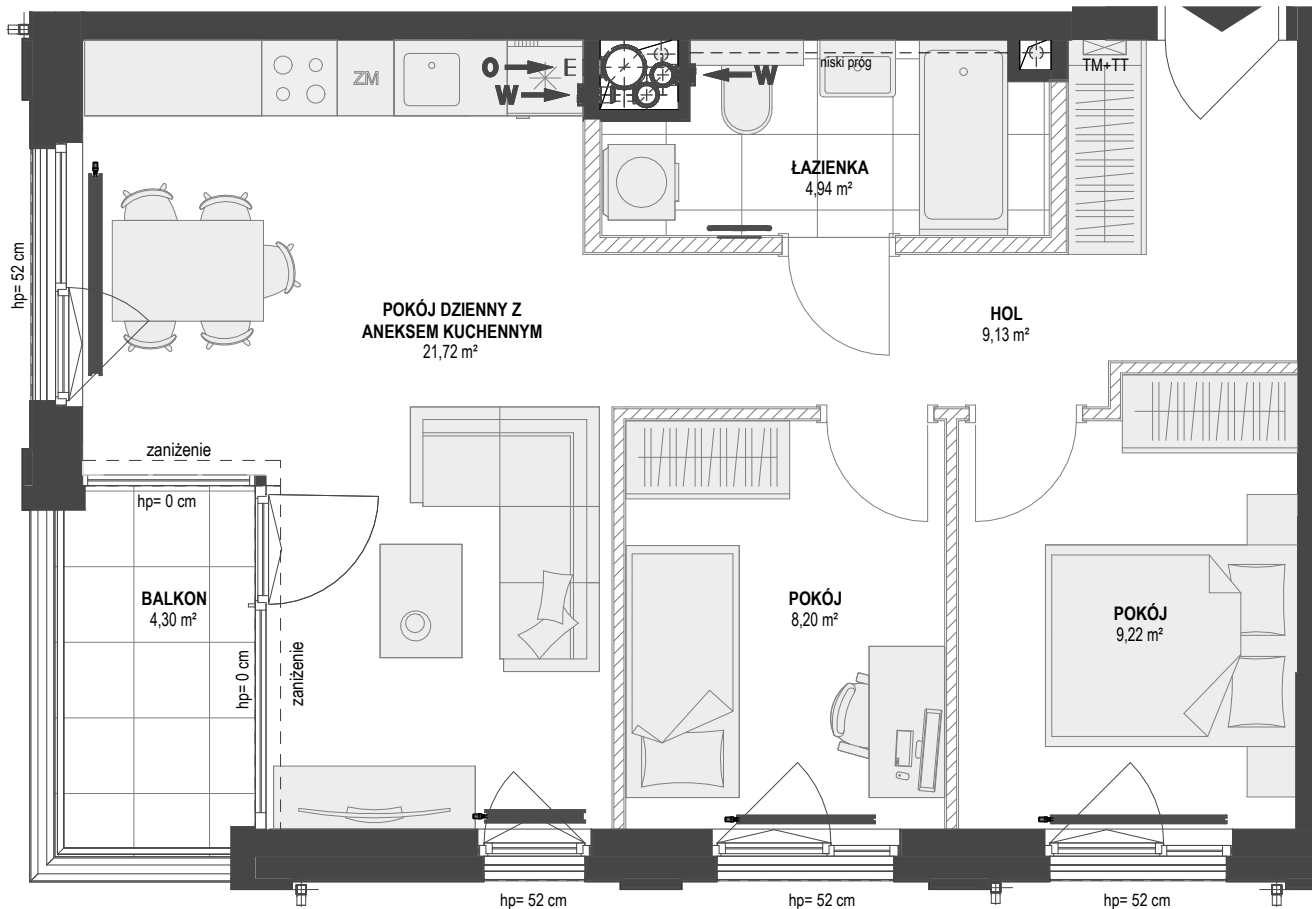 ZM
O
E
W
W
niski próg
TM+TT
ŁAZIENKA
4,94 m²
hp= 52 cm
POKÓJ DZIENNY Z
ANEKSEM KUCHENNYM
21,72 m²
HOL
9,13 m²
zaniżenie
hp= 0 cm
BALKON
4,30 m²
hp= 0 cm
zaniżenie
POKÓJ
8,20 m²
POKÓJ
9,22 m²
hp= 52 cm
hp= 52 cm
hp= 52 cm